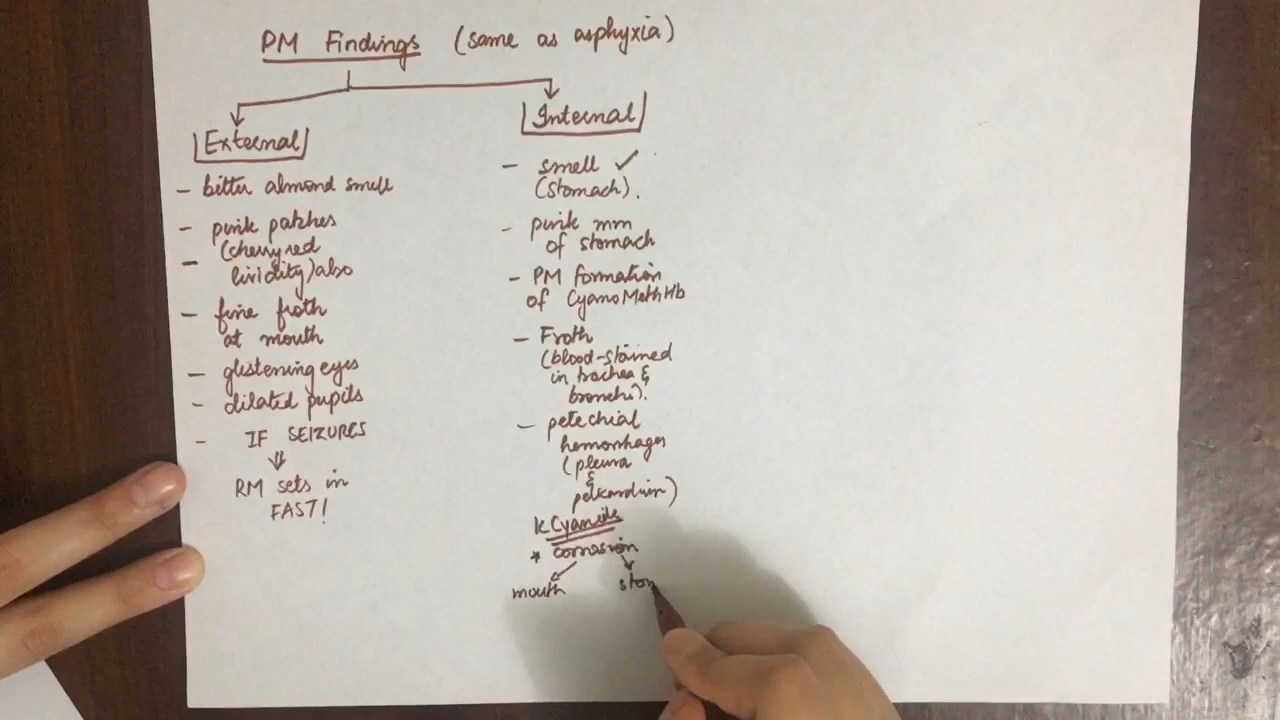 PM Findings (same as asphyxia)
External
- bitter almond smell
- pink patches
- (cherry red
lividity) also
- fine froth
at mouth
- glistening eyes
- dilated pupils
- IF SEIZURES
⇓
RM sets in
FAST!
Internal
- smell ✓
(stomach).
- pink mm
of stomach
- PM formation
of CyanoMethHb
- Froth
(blood-stained
in trachea &
bronchi).
- petechial
hemorrhages
(pleura
&
pericardium)
K Cyanide
* corrosion
mouth stom